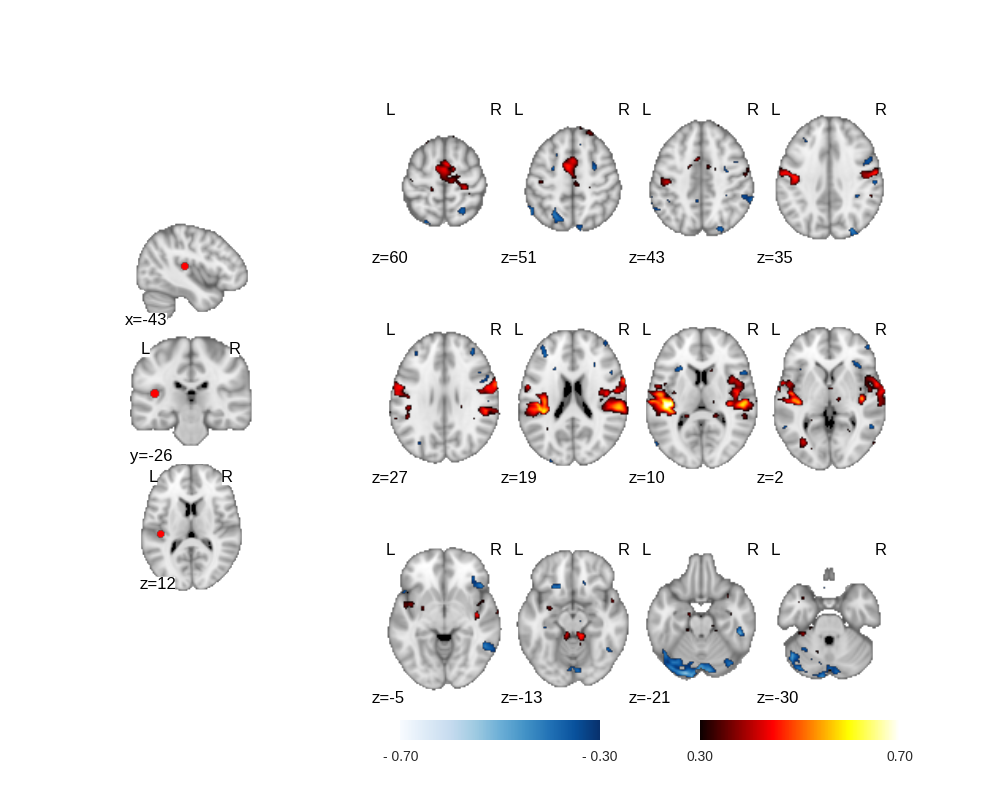 L R L R L R L R
z=60 z=51 z=43 z=35
x=-43
L R
L R L R L R L R
y=-26
L R
z=27 z=19 z=10 z=2
z=12
L R L R L R L R
z=-5 z=-13 z=-21 z=-30
- 0.70 - 0.30 0.30 0.70